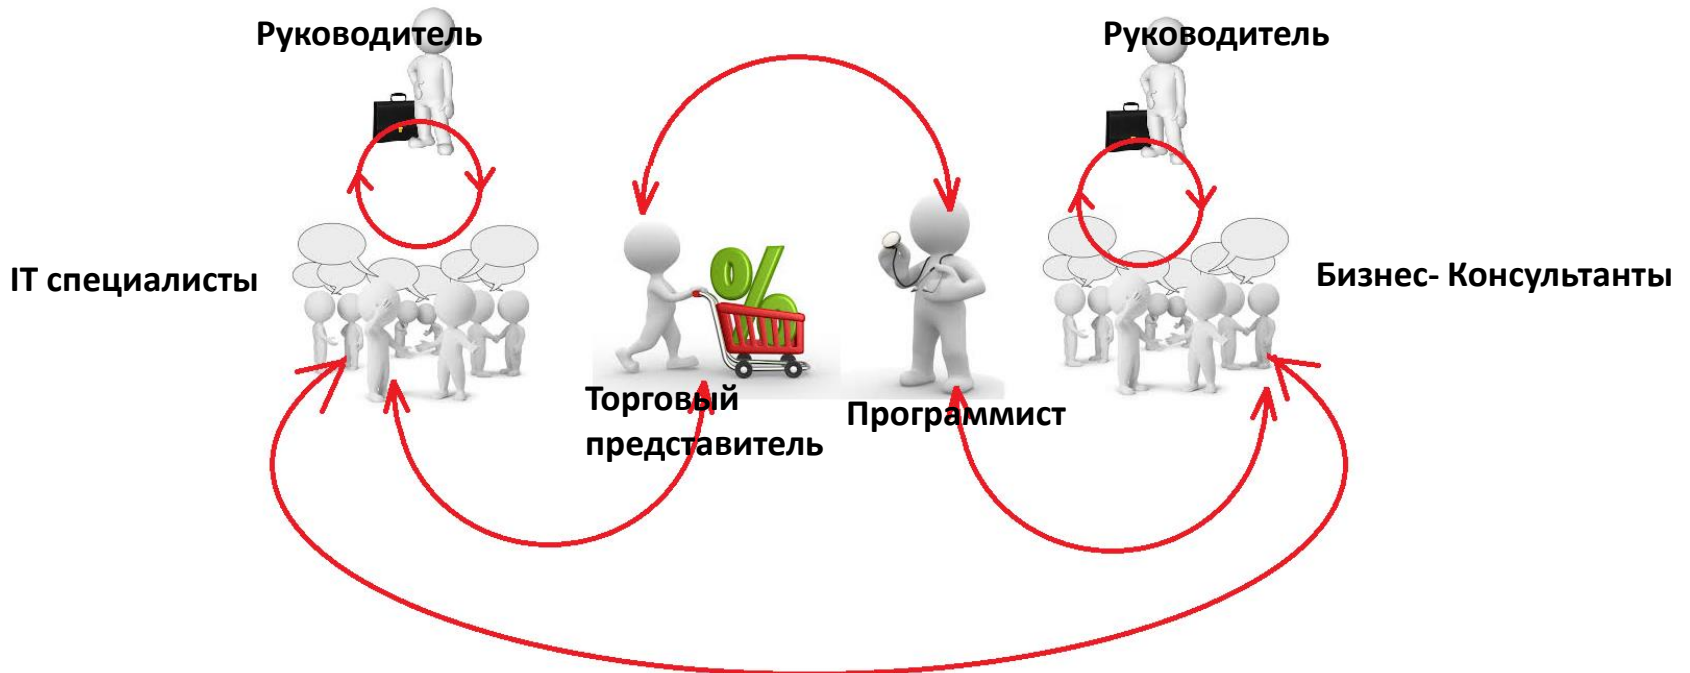 Руководитель
Руководитель
IT специалисты
Бизнес- Консультанты
Торговый
представитель
Программист